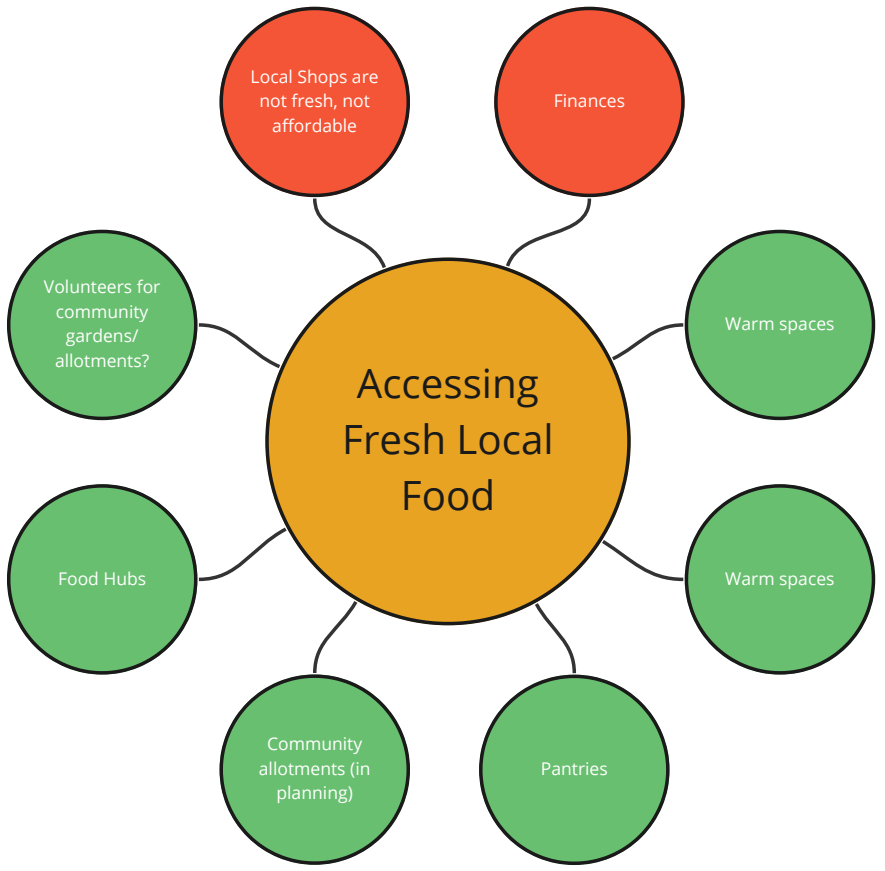 Local Shops are
not fresh, not
affordable
Finances
Volunteers for
community
gardens/
allotments?
Warm spaces
Accessing
Fresh Local
Food
Food Hubs
Warm spaces
Community
allotments (in
planning)
Pantries